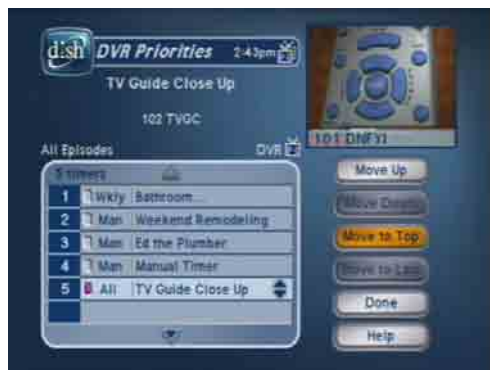 dish DVR Priorities 2:43pm
TV Guide Close Up
102 TVGC
101 DNFYI
All Episodes DVR
5 timers
1 Wkly Bathroom...
2 Man Weekend Remodeling
3 Man Ed the Plumber
4 Man Manual Timer
5 All TV Guide Close Up
Move Up
Move Down
Move to Top
Move to Last
Done
Help